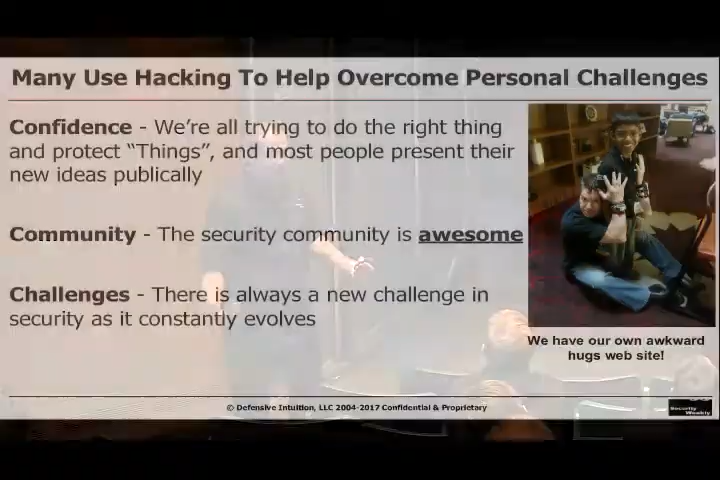 Many Use Hacking To Help Overcome Personal Challenges
Confidence - We're all trying to do the right thing
and protect “Things”, and most people present their
new ideas publically
Community - The security community is awesome
Challenges - There is always a new challenge in
security as it constantly evolves
We have our own awkward
hugs web site!
© Defensive Intuition, LLC 2004-2017 Confidential & Proprietary
Security
Weekly